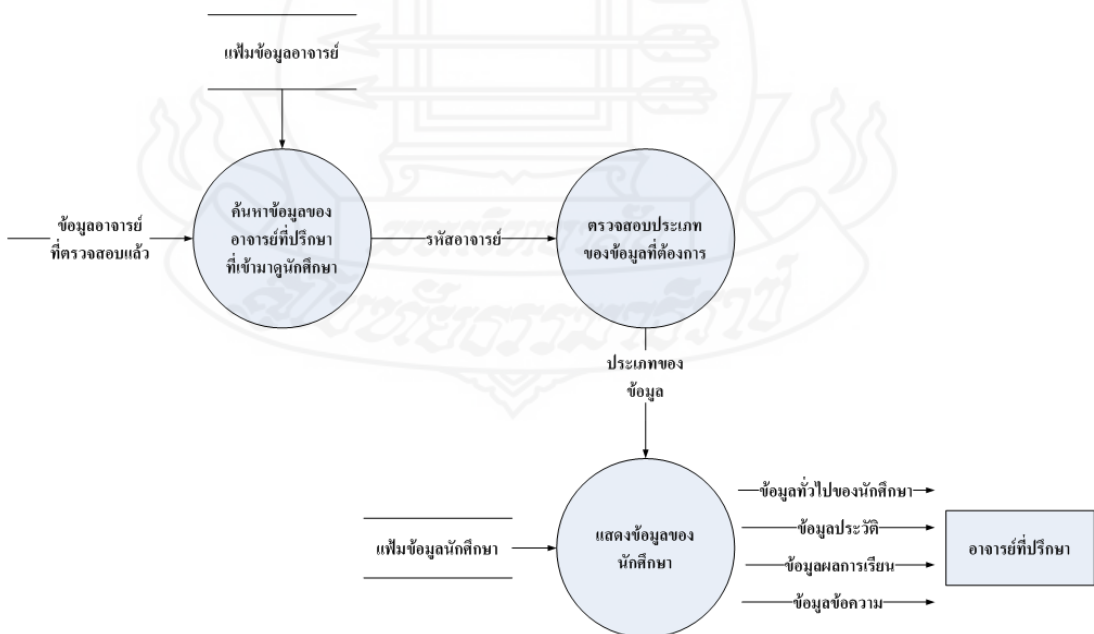 แฟ้มข้อมูลอาจารย์
ข้อมูลอาจารย์
ที่ตรวจสอบแล้ว
ค้นหาข้อมูลของ
อาจารย์ที่ปรึกษา
ที่เข้ามาดูนักศึกษา
รหัสอาจารย์
ตรวจสอบประเภท
ของข้อมูลที่ต้องการ
ประเภทของ
ข้อมูล
แฟ้มข้อมูลนักศึกษา
แสดงข้อมูลของ
นักศึกษา
ข้อมูลทั่วไปของนักศึกษา
ข้อมูลประวัติ
ข้อมูลผลการเรียน
ข้อมูลข้อความ
อาจารย์ที่ปรึกษา